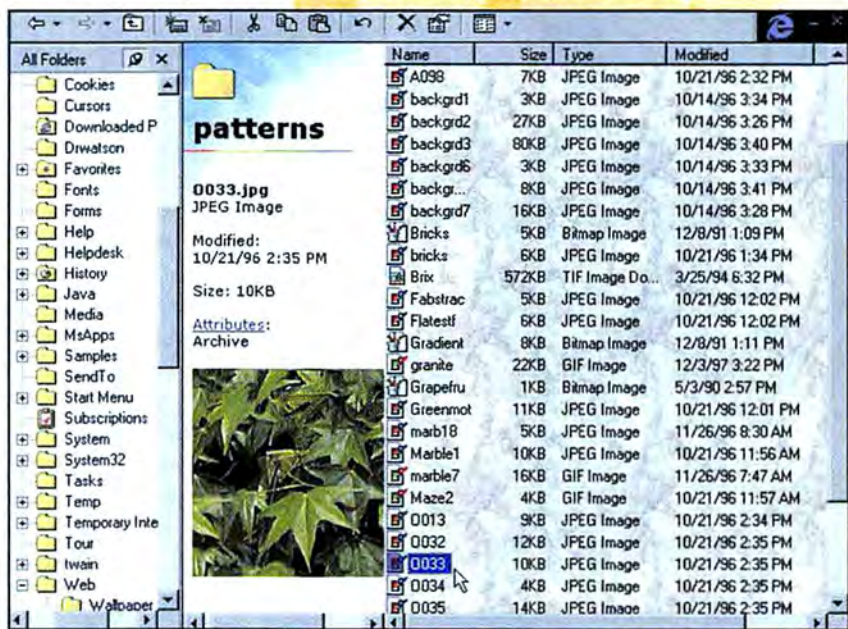 All Folders
Cookies
Cursors
Downloaded P
Drwatson
Favorites
Fonts
Forms
Help
Helpdesk
History
Java
Media
MsApps
Samples
SendTo
Start Menu
Subscriptions
System
System32
Tasks
Temp
Temporary Inte
Tour
twain
Web
Wallpaper
patterns
O033.jpg
JPEG Image
Modified:
10/21/96 2:35 PM
Size: 10KB
Attributes:
Archive
Name Size Type Modified
A098 7KB JPEG Image 10/21/96 2:32 PM
backgrd1 3KB JPEG Image 10/14/96 3:34 PM
backgrd2 27KB JPEG Image 10/14/96 3:26 PM
backgrd3 80KB JPEG Image 10/14/96 3:40 PM
backgrd6 3KB JPEG Image 10/14/96 3:33 PM
backgr... 8KB JPEG Image 10/14/96 3:41 PM
backgrd7 16KB JPEG Image 10/14/96 3:28 PM
Bricks 5KB Bitmap Image 12/8/91 1:09 PM
bricks 6KB JPEG Image 10/21/96 1:34 PM
Brix 572KB TIF Image Do... 3/25/94 6:32 PM
Fabstrac 5KB JPEG Image 10/21/96 12:02 PM
Flatestf 6KB JPEG Image 10/21/96 12:02 PM
Gradient 8KB Bitmap Image 12/8/91 1:11 PM
granite 22KB GIF Image 12/3/97 3:22 PM
Grapefru 1KB Bitmap Image 5/3/90 2:57 PM
Greenmot 11KB JPEG Image 10/21/96 12:01 PM
marb18 5KB JPEG Image 11/26/96 8:30 AM
Marble1 10KB JPEG Image 10/21/96 11:56 AM
marble7 16KB GIF Image 11/26/96 7:47 AM
Maze2 4KB GIF Image 10/21/96 11:57 AM
O013 9KB JPEG Image 10/21/96 2:34 PM
O032 12KB JPEG Image 10/21/96 2:35 PM
O033 10KB JPEG Image 10/21/96 2:35 PM
O034 4KB JPEG Image 10/21/96 2:35 PM
O035 14KB JPEG Image 10/21/96 2:35 PM